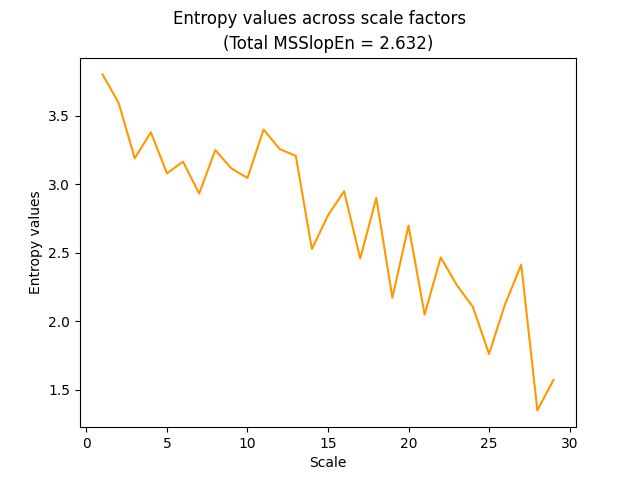 Entropy values across scale factors
(Total MSSlopEn = 2.632)
3.5
3.0
2.5
2.0
1.5
Entropy values
0 5 10 15 20 25 30
Scale